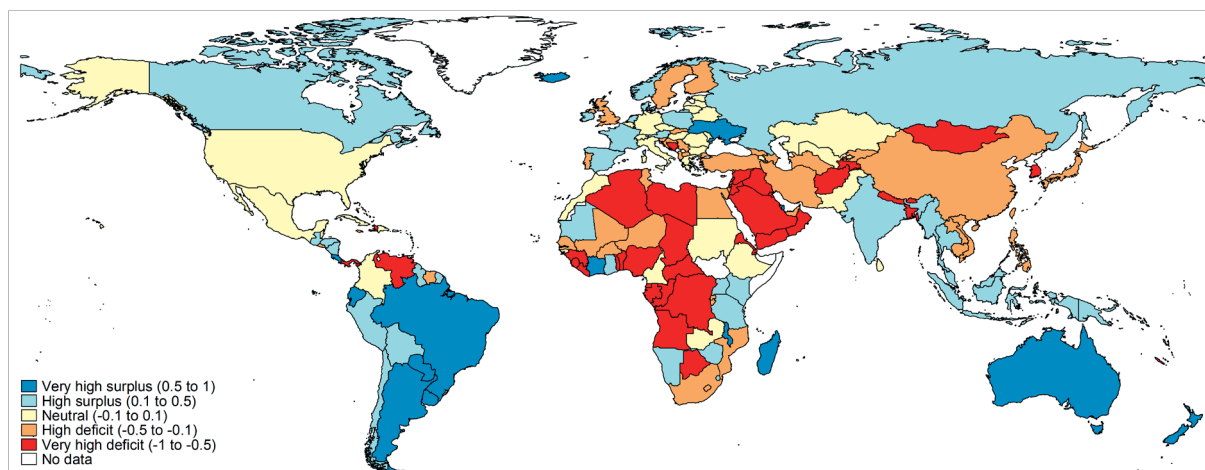 Very high surplus (0.5 to 1)
High surplus (0.1 to 0.5)
Neutral (-0.1 to 0.1)
High deficit (-0.5 to -0.1)
Very high deficit (-1 to -0.5)
No data